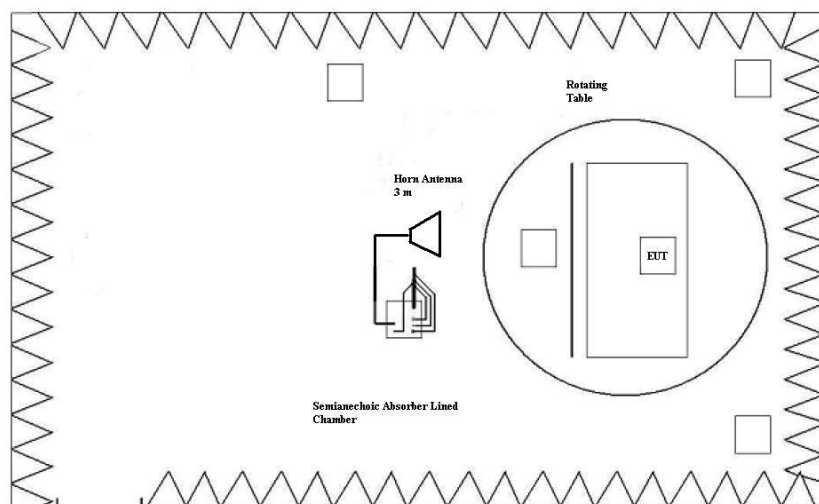 Rotating
Table
Horn Antenna
3 m
EUT
Semianechoic Absorber Lined
Chamber